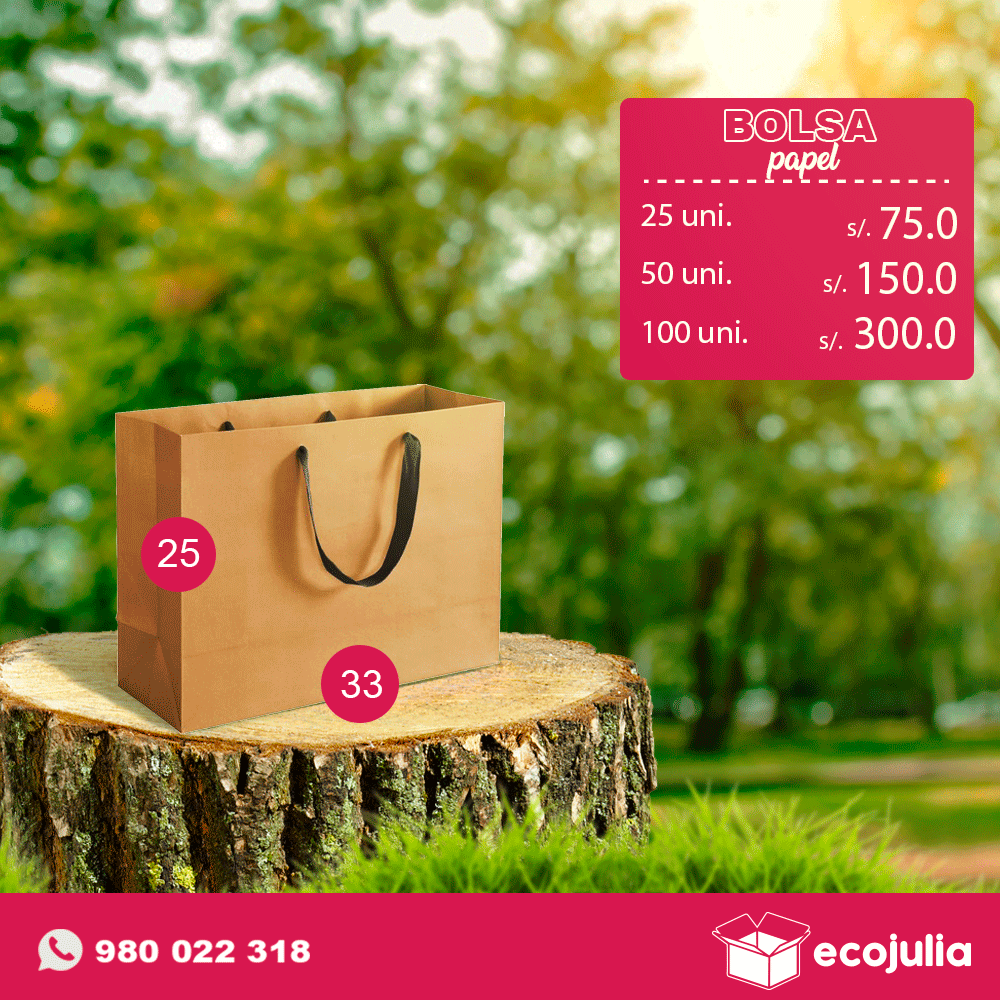 BOLSA
papel
25 uni. s/. 75.0
50 uni. s/. 150.0
100 uni. s/. 300.0
25
33
980 022 318
ecojulia